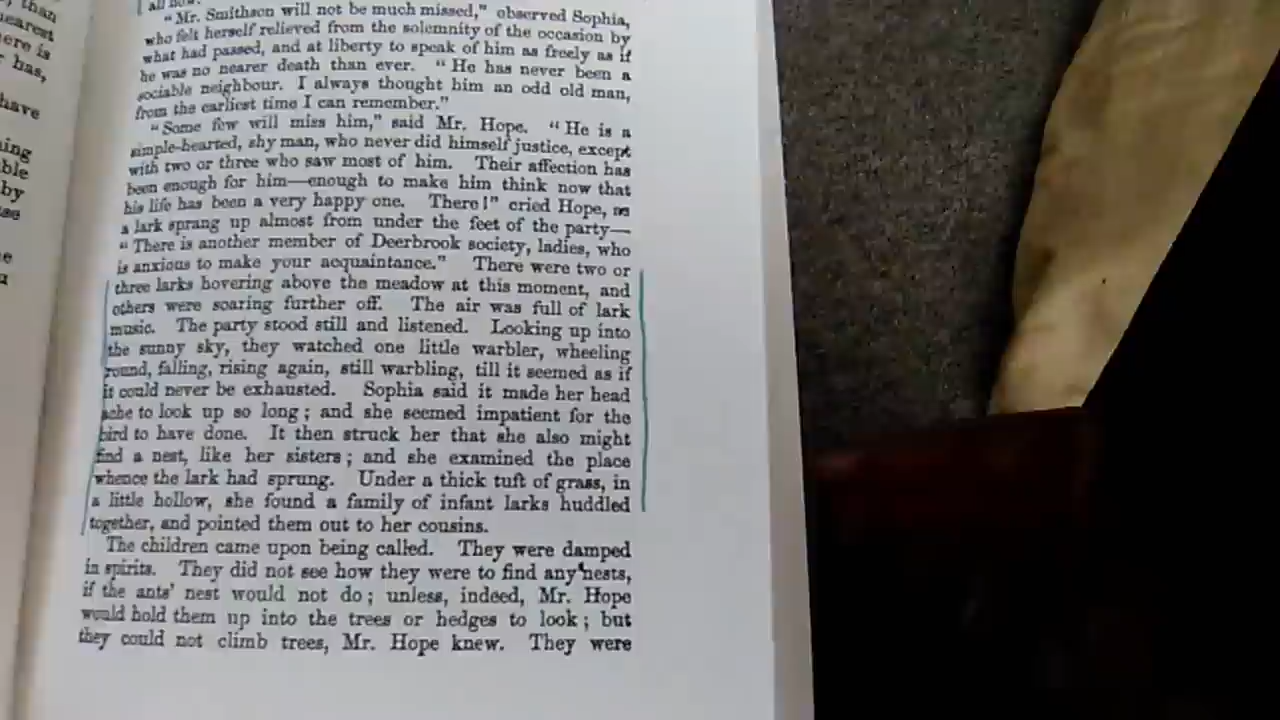 than
nearest
ere is
has,
have
ning
ble
by
se
e
all now.
“Mr. Smithson will not be much missed,” observed Sophia,
who felt herself relieved from the solemnity of the occasion by
what had passed, and at liberty to speak of him as freely as if
he was no nearer death than ever. “He has never been a
sociable neighbour. I always thought him an odd old man,
from the earliest time I can remember.”
“Some few will miss him,” said Mr. Hope. “He is a
simple-hearted, shy man, who never did himself justice, except
with two or three who saw most of him. Their affection has
been enough for him—enough to make him think now that
his life has been a very happy one. There!” cried Hope, as
a lark sprang up almost from under the feet of the party—
“There is another member of Deerbrook society, ladies, who
is anxious to make your acquaintance.” There were two or
three larks hovering above the meadow at this moment, and
others were soaring further off. The air was full of lark
music. The party stood still and listened. Looking up into
the sunny sky, they watched one little warbler, wheeling
round, falling, rising again, still warbling, till it seemed as if
it could never be exhausted. Sophia said it made her head
ache to look up so long; and she seemed impatient for the
bird to have done. It then struck her that she also might
find a nest, like her sisters; and she examined the place
whence the lark had sprung. Under a thick tuft of grass, in
a little hollow, she found a family of infant larks huddled
together, and pointed them out to her cousins.
The children came upon being called. They were damped
in spirits. They did not see how they were to find any nests,
if the ants’ nest would not do; unless, indeed, Mr. Hope
would hold them up into the trees or hedges to look; but
they could not climb trees, Mr. Hope knew. They were